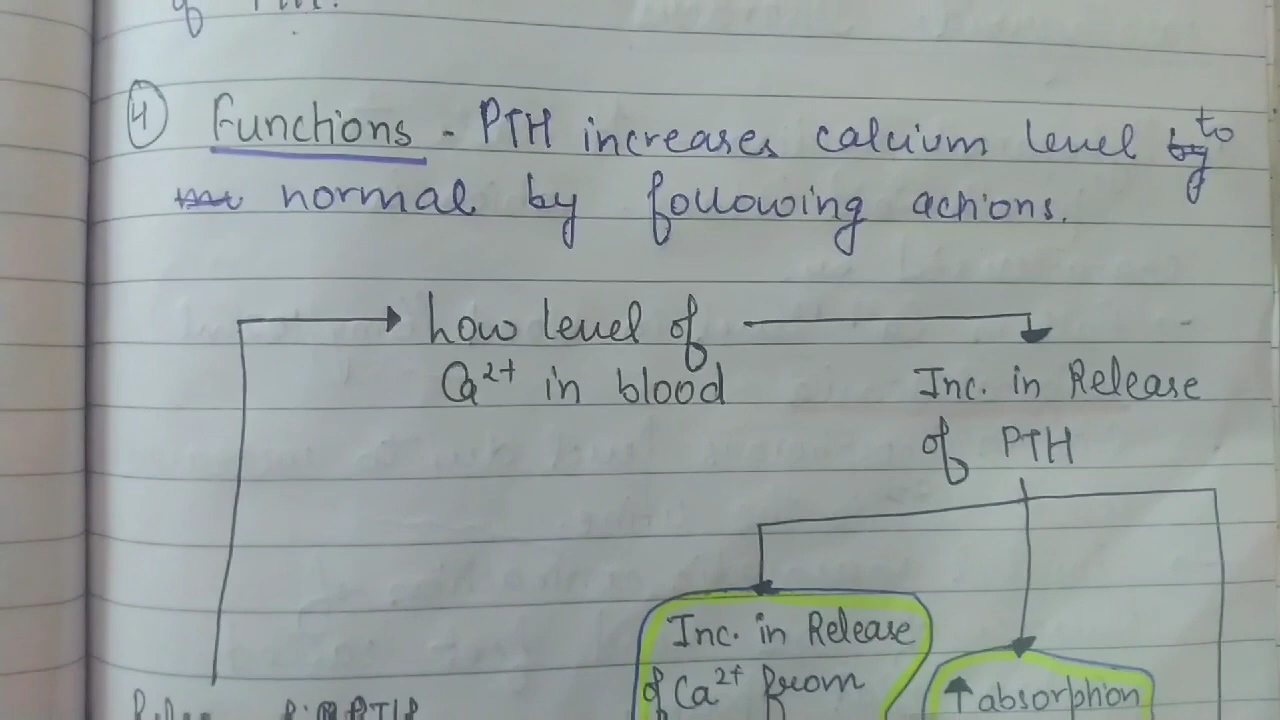 ④ Functions - PTH increases calcium level to
normal by following actions.
Low level of
Ca²⁺ in blood
Inc. in Release
of PTH
Inc. in Release
of Ca²⁺ from
↑ absorption